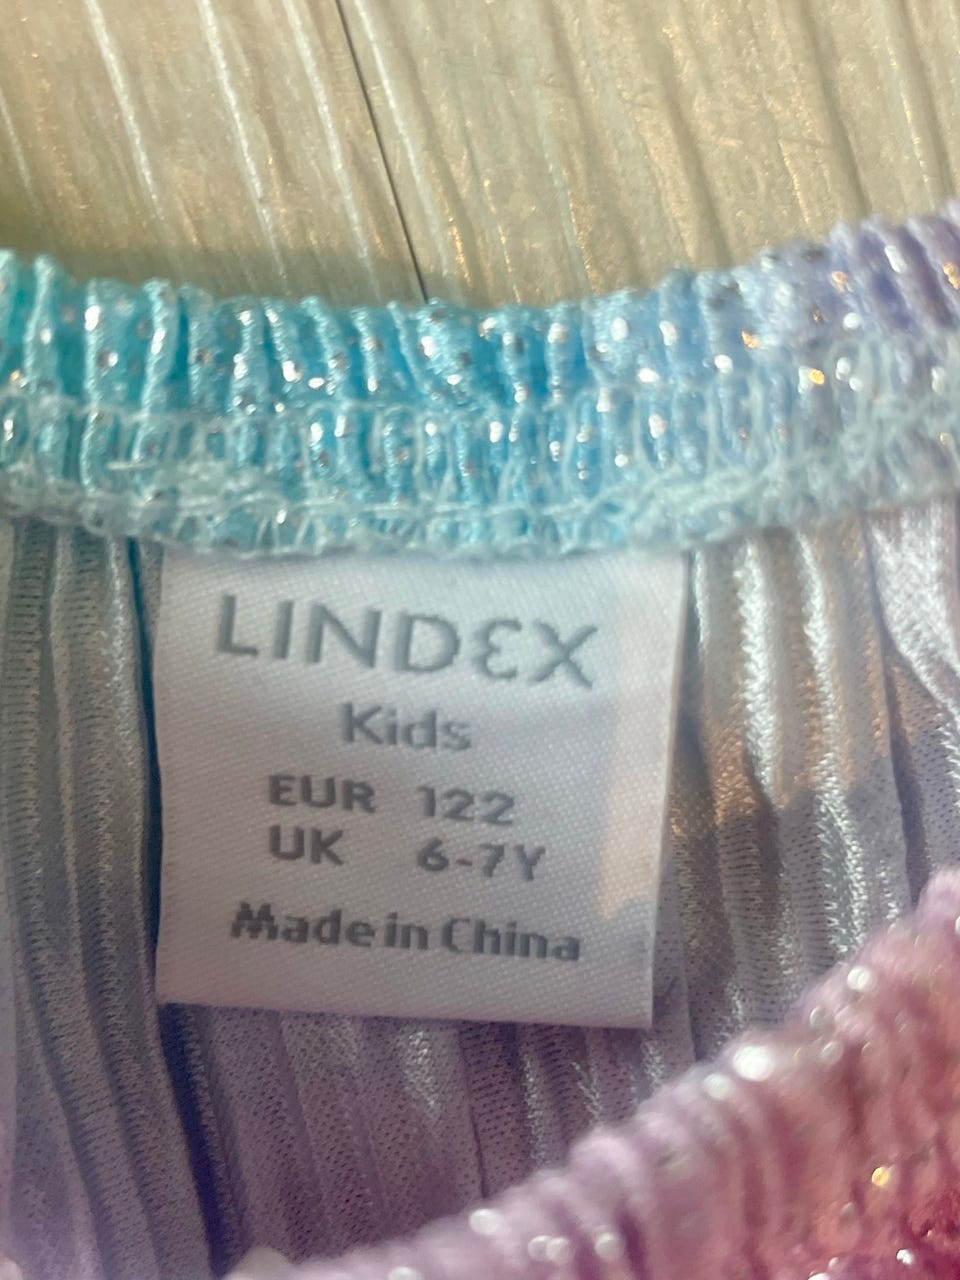 LINDEX
Kids
EUR 122
UK 6-7Y
Made in China